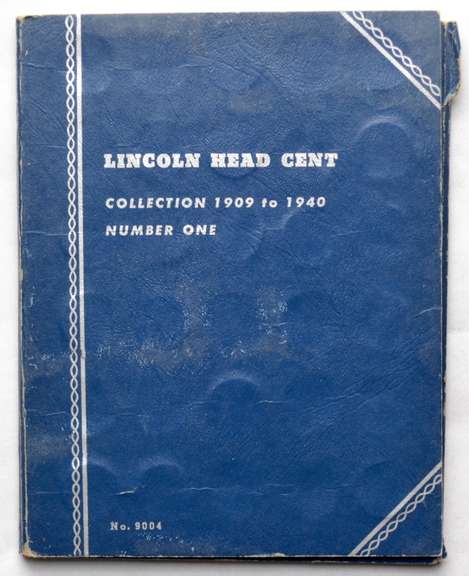 LINCOLN HEAD CENT
COLLECTION 1909 to 1940
NUMBER ONE
No. 9004